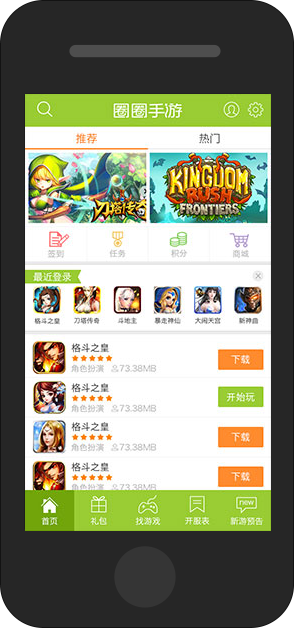 圈圈手游
推荐 热门
刀塔传奇 KINGDOM
RUSH
FRONTIERS
签到 任务 积分 商城
最近登录
格斗之皇 刀塔传奇 斗地主 暴走神仙 大闹天宫 新神曲
格斗之皇
角色扮演 73.38MB
下载
格斗之皇
角色扮演 73.38MB
开始玩
格斗之皇
角色扮演 73.38MB
下载
格斗之皇
角色扮演 73.38MB
下载
new
首页 礼包 找游戏 开服表 新游预告